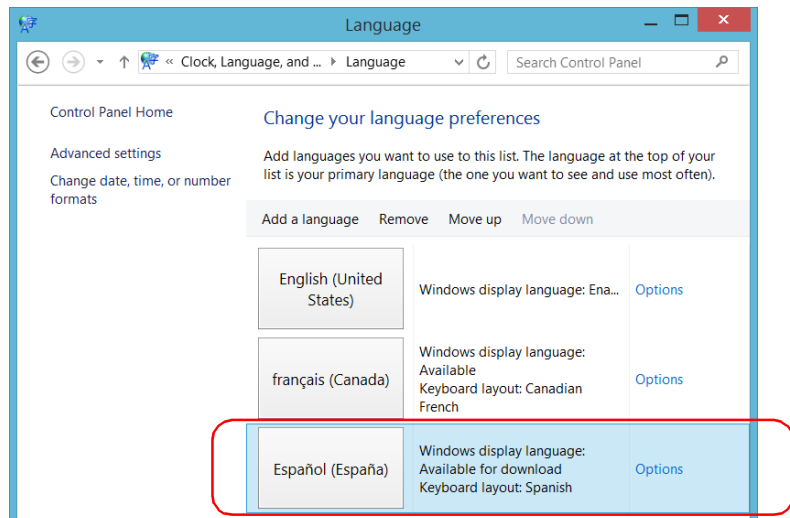 Language
« Clock, Language, and ... Language Search Control Panel
Control Panel Home
Change your language preferences
Advanced settings
Add languages you want to use to this list. The language at the top of your
list is your primary language (the one you want to see and use most often).
Change date, time, or number
formats
Add a language Remove Move up Move down
English (United
States)
Windows display language: Ena... Options
français (Canada)
Windows display language:
Available
Keyboard layout: Canadian
French
Options
Español (España)
Windows display language:
Available for download
Keyboard layout: Spanish
Options